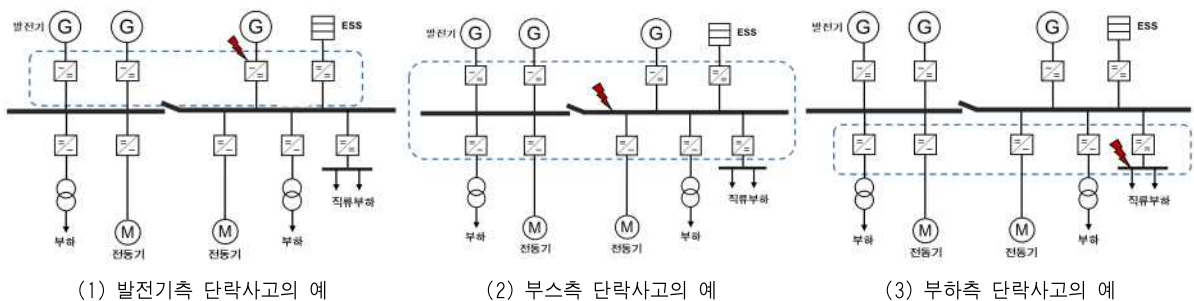 발전기 G G G ESS
M M
부하 전동기 전동기 부하 직류부하
(1) 발전기측 단락사고의 예
발전기 G G G ESS
M M
부하 전동기 전동기 부하 직류부하
(2) 부스측 단락사고의 예
발전기 G G G ESS
M M
부하 전동기 전동기 부하 직류부하
(3) 부하측 단락사고의 예